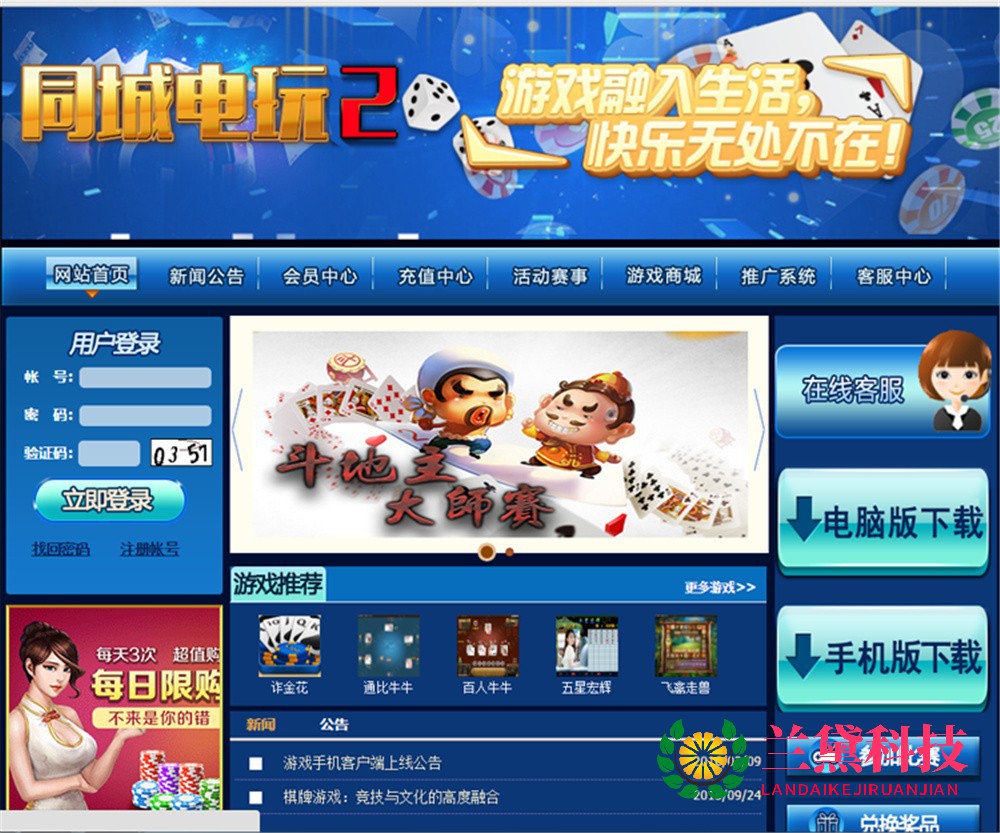 同城电玩2
游戏融入生活，
快乐无处不在！
网站首页 新闻公告 会员中心 充值中心 活动赛事 游戏商城 推广系统 客服中心
用户登录
帐 号:
密 码:
验证码: 03-57
立即登录
找回密码 注册帐号
斗地主
大師賽
在线客服
电脑版下载
手机版下载
游戏推荐 更多游戏>>
诈金花 通比牛牛 百人牛牛 五星宏辉 飞禽走兽
每天3次 超值购
每日限购
不来是你的错
新闻 公告
游戏手机客户端上线公告
棋牌游戏：竞技与文化的高度融合 2015/09/24
兰黛科技
LANDAIKEJIRUANJIAN
兑换奖品